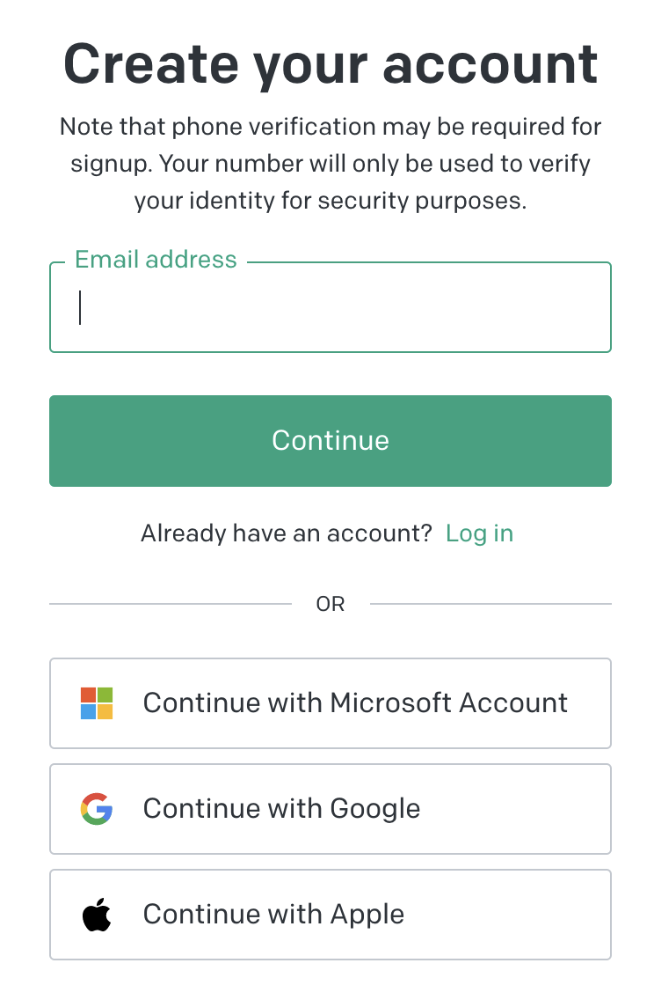 Create your account
Note that phone verification may be required for
signup. Your number will only be used to verify
your identity for security purposes.
Email address
Continue
Already have an account? Log in
OR
Continue with Microsoft Account
Continue with Google
Continue with Apple